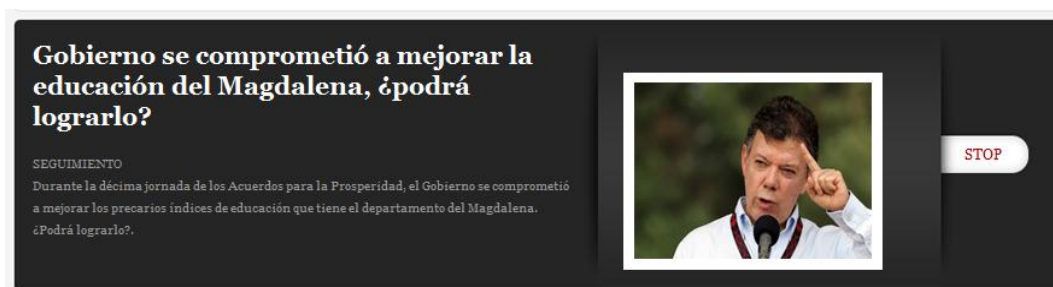 Gobierno se comprometió a mejorar la
educación del Magdalena, ¿podrá
lograrlo?
SEGUIMIENTO
Durante la décima jornada de los Acuerdos para la Prosperidad, el Gobierno se comprometió
a mejorar los precarios índices de educación que tiene el departamento del Magdalena.
¿Podrá lograrlo?.
STOP